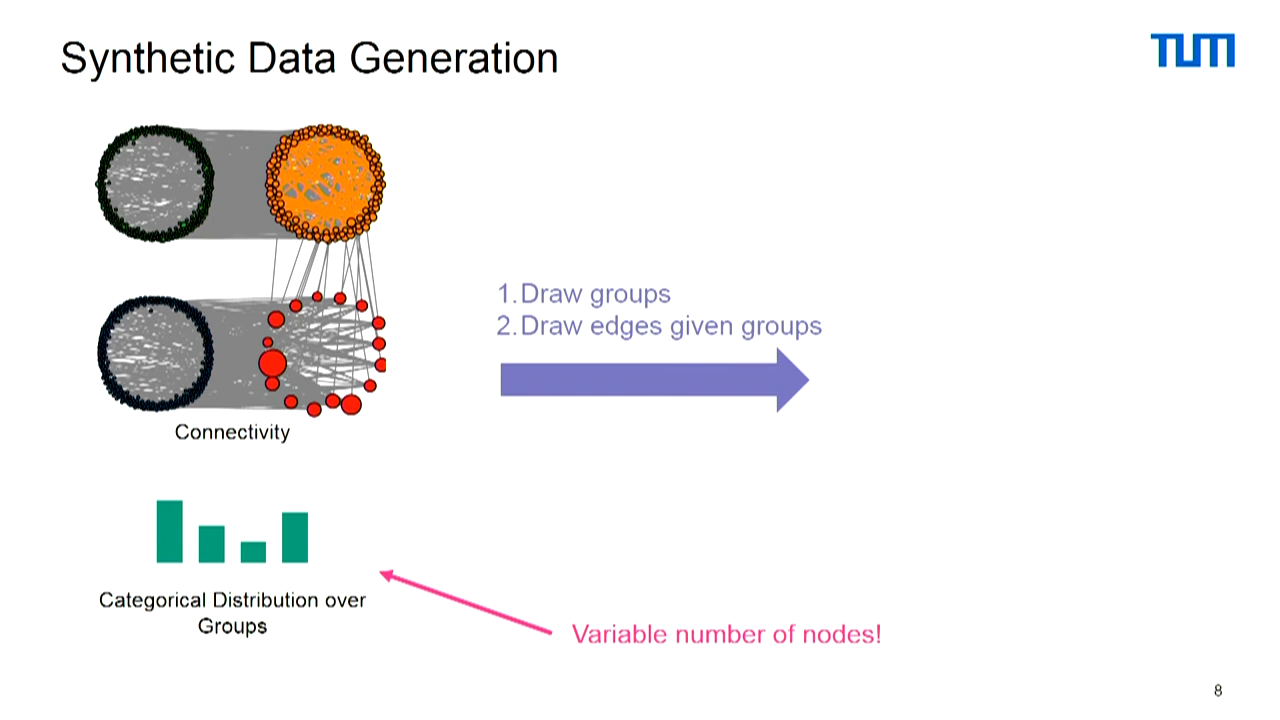 Synthetic Data Generation
TUM
1.Draw groups
2.Draw edges given groups
Connectivity
Categorical Distribution over
Groups
Variable number of nodes!
8